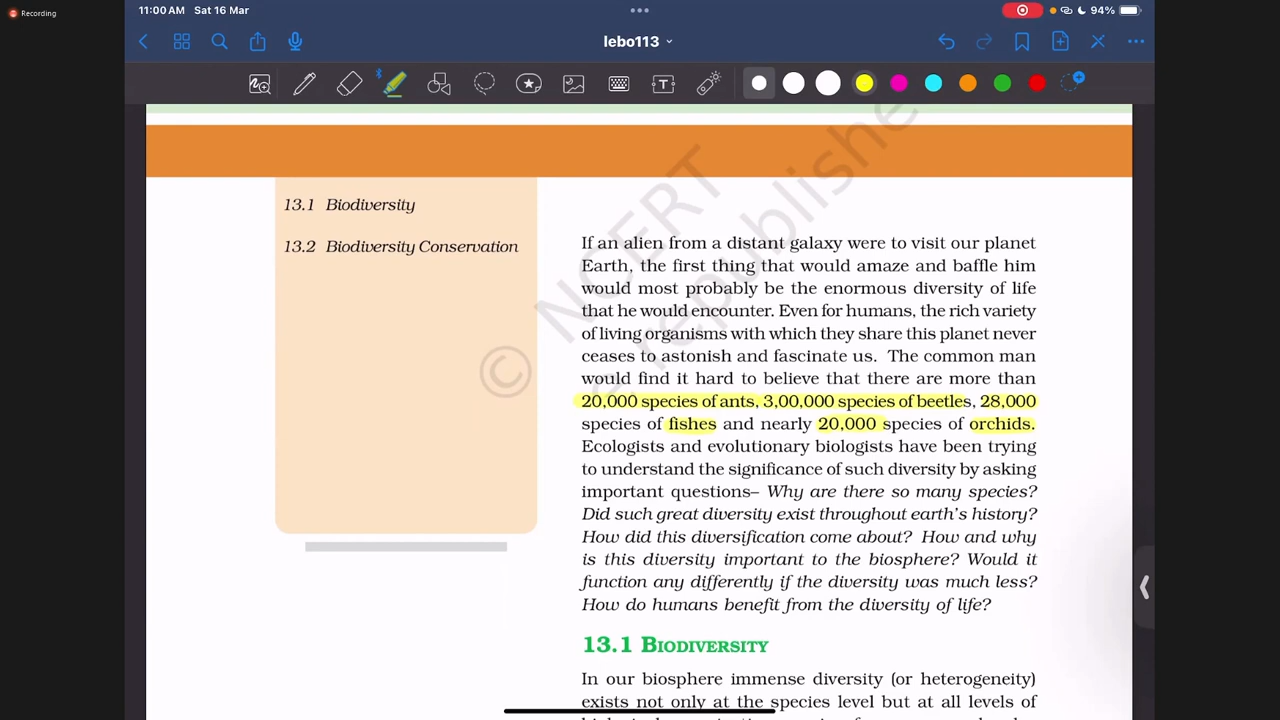 Recording
11:00 AM Sat 16 Mar
94%
lebo113
13.1 Biodiversity
13.2 Biodiversity Conservation
© NCERT
republishe
If an alien from a distant galaxy were to visit our planet
Earth, the first thing that would amaze and baffle him
would most probably be the enormous diversity of life
that he would encounter. Even for humans, the rich variety
of living organisms with which they share this planet never
ceases to astonish and fascinate us. The common man
would find it hard to believe that there are more than
20,000 species of ants, 3,00,000 species of beetles, 28,000
species of fishes and nearly 20,000 species of orchids.
Ecologists and evolutionary biologists have been trying
to understand the significance of such diversity by asking
important questions– Why are there so many species?
Did such great diversity exist throughout earth's history?
How did this diversification come about? How and why
is this diversity important to the biosphere? Would it
function any differently if the diversity was much less?
How do humans benefit from the diversity of life?
13.1 BIODIVERSITY
In our biosphere immense diversity (or heterogeneity)
exists not only at the species level but at all levels of